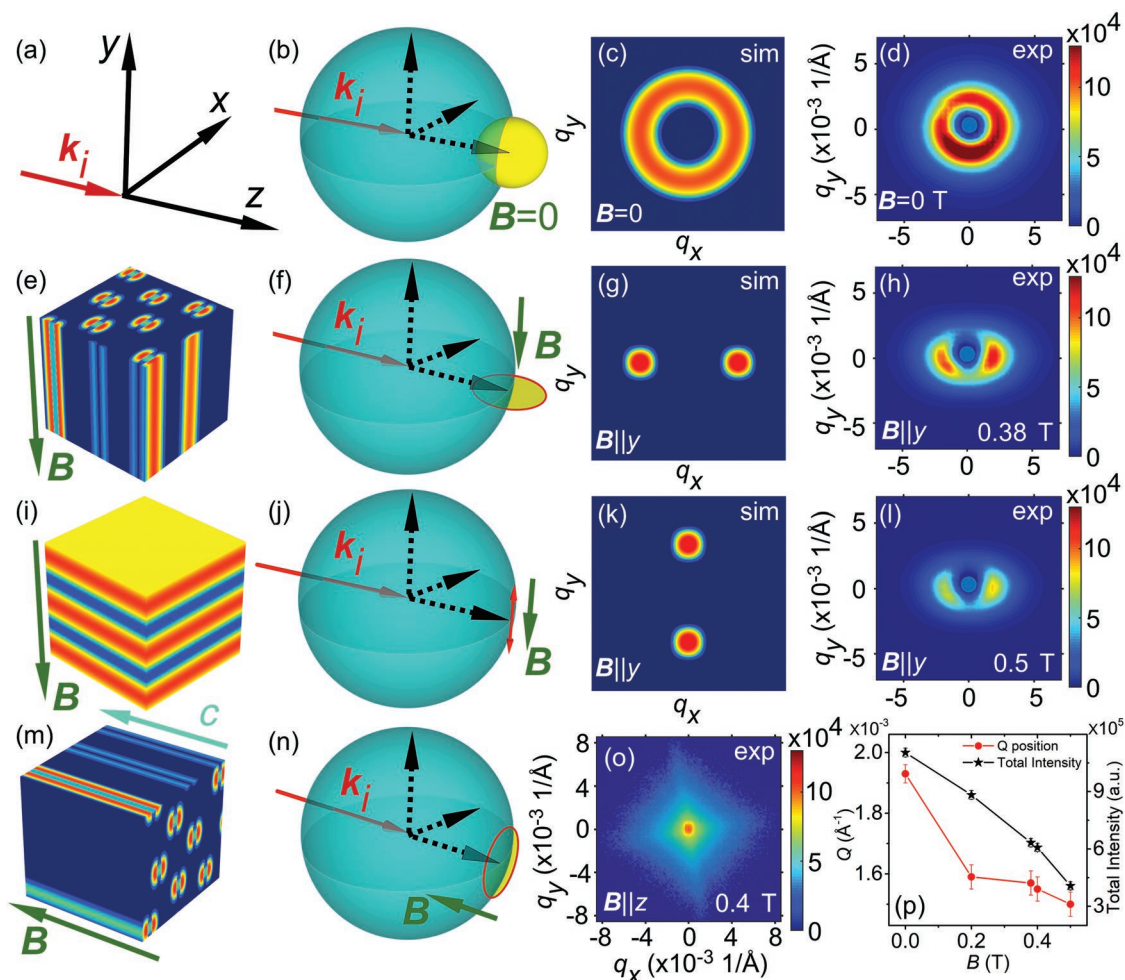 (a)
y
x
z
k_i
(b)
k_i
B=0
(c)
sim
q_y
B=0
q_x
(d)
exp
x10^4
q_y (x10^-3 1/Å)
5
0
-5
B=0 T
-5 0 5
10
5
0
(e)
B
(f)
k_i
B
(g)
sim
q_y
B||y
q_x
(h)
exp
x10^4
q_y (x10^-3 1/Å)
5
0
-5
B||y 0.38 T
-5 0 5
10
5
0
(i)
B
(j)
k_i
B
(k)
sim
q_y
B||y
q_x
(l)
exp
x10^4
q_y (x10^-3 1/Å)
5
0
-5
B||y 0.5 T
-5 0 5
10
5
0
(m)
c
B
(n)
k_i
B
(o)
exp
x10^4
q_y (x10^-3 1/Å)
8
4
0
-4
-8
B||z 0.4 T
-8 -4 0 4 8
q_x (x10^-3 1/Å)
10
5
0
x10^-3
x10^5
Q position
Total Intensity
Q (Å^-1)
2.0
1.8
1.6
Total Intensity (a.u.)
9
6
3
(p)
0.0 0.2 0.4
B (T)